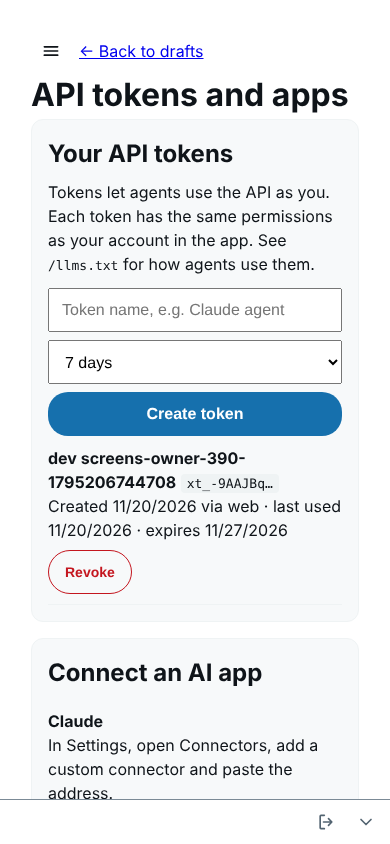 ← Back to drafts
API tokens and apps
Your API tokens
Tokens let agents use the API as you.
Each token has the same permissions
as your account in the app. See
/llms.txt for how agents use them.
Token name, e.g. Claude agent
7 days
Create token
dev screens-owner-390-
1795206744708 xt_-9AAJBq…
Created 11/20/2026 via web · last used
11/20/2026 · expires 11/27/2026
Revoke
Connect an AI app
Claude
In Settings, open Connectors, add a
custom connector and paste the
address.